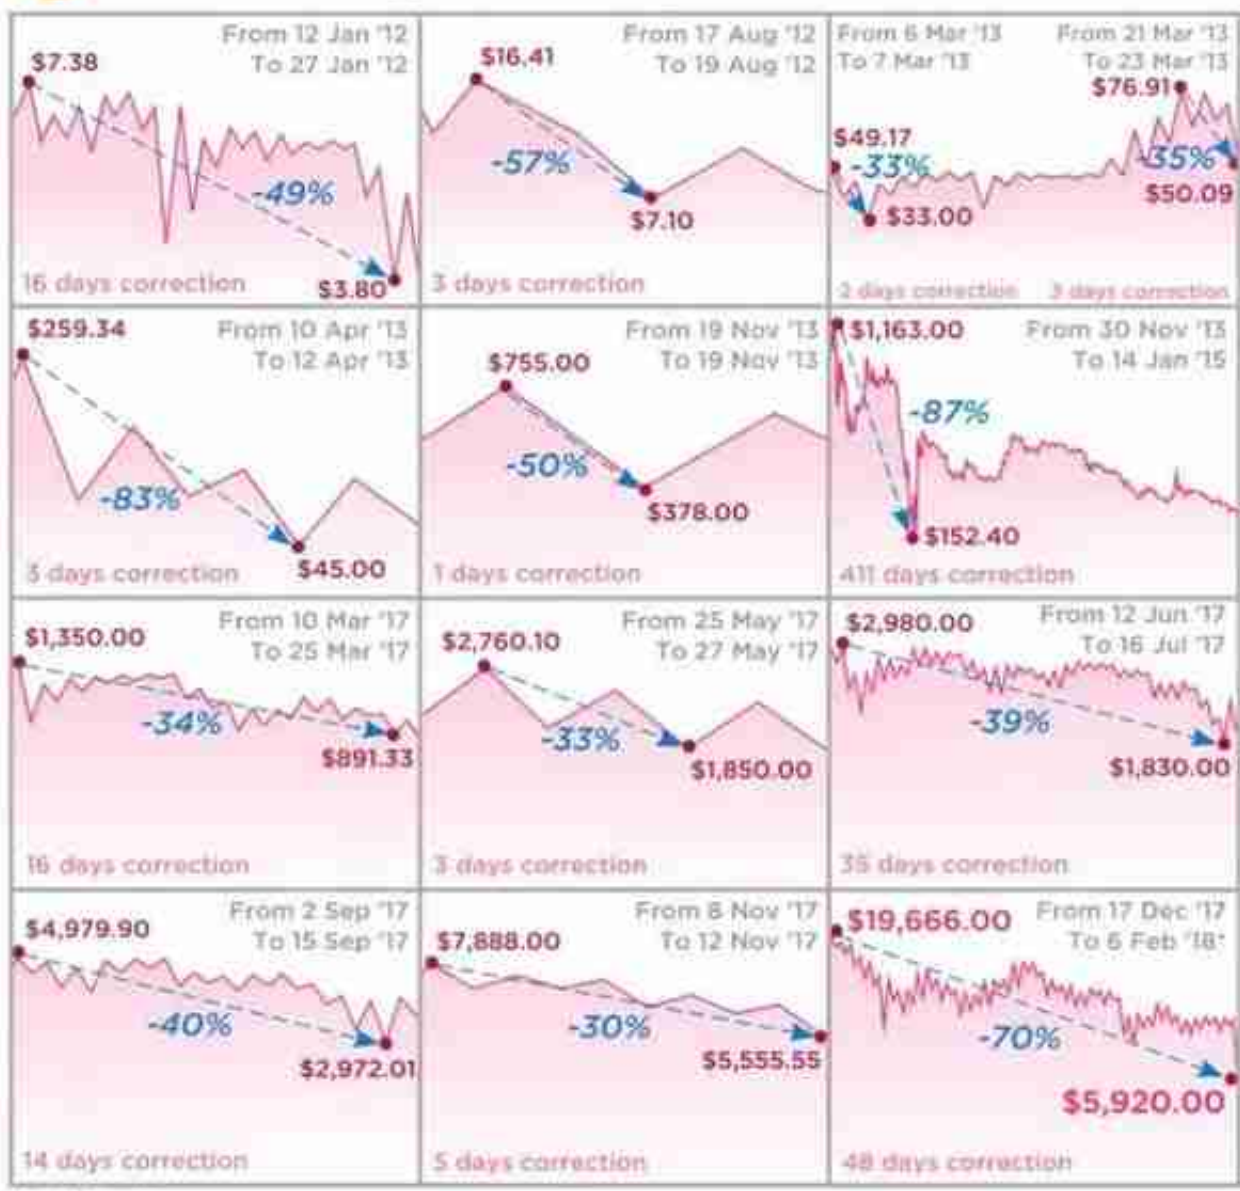 From 12 Jan '12
To 27 Jan '12
$7.38
-49%
$3.80
16 days correction
From 17 Aug '12
To 19 Aug '12
$16.41
-57%
$7.10
3 days correction
From 6 Mar '13
To 7 Mar '13
From 21 Mar '13
To 23 Mar '13
$76.91
$49.17
-33%
-35%
$50.09
$33.00
2 days correction
3 days correction
$259.34
From 10 Apr '13
To 12 Apr '13
-83%
$45.00
3 days correction
From 19 Nov '13
To 19 Nov '13
$755.00
-50%
$378.00
1 days correction
$1,163.00
From 30 Nov '13
To 14 Jan '15
-87%
$152.40
411 days correction
From 10 Mar '17
To 25 Mar '17
$1,350.00
-34%
$891.33
16 days correction
From 25 May '17
To 27 May '17
$2,760.10
-33%
$1,850.00
3 days correction
From 12 Jun '17
To 16 Jul '17
$2,980.00
-39%
$1,830.00
35 days correction
From 2 Sep '17
To 15 Sep '17
$4,979.90
-40%
$2,972.01
14 days correction
From 8 Nov '17
To 12 Nov '17
$7,888.00
-30%
$5,555.55
5 days correction
$19,666.00
From 17 Dec '17
To 6 Feb '18*
-70%
$5,920.00
48 days correction